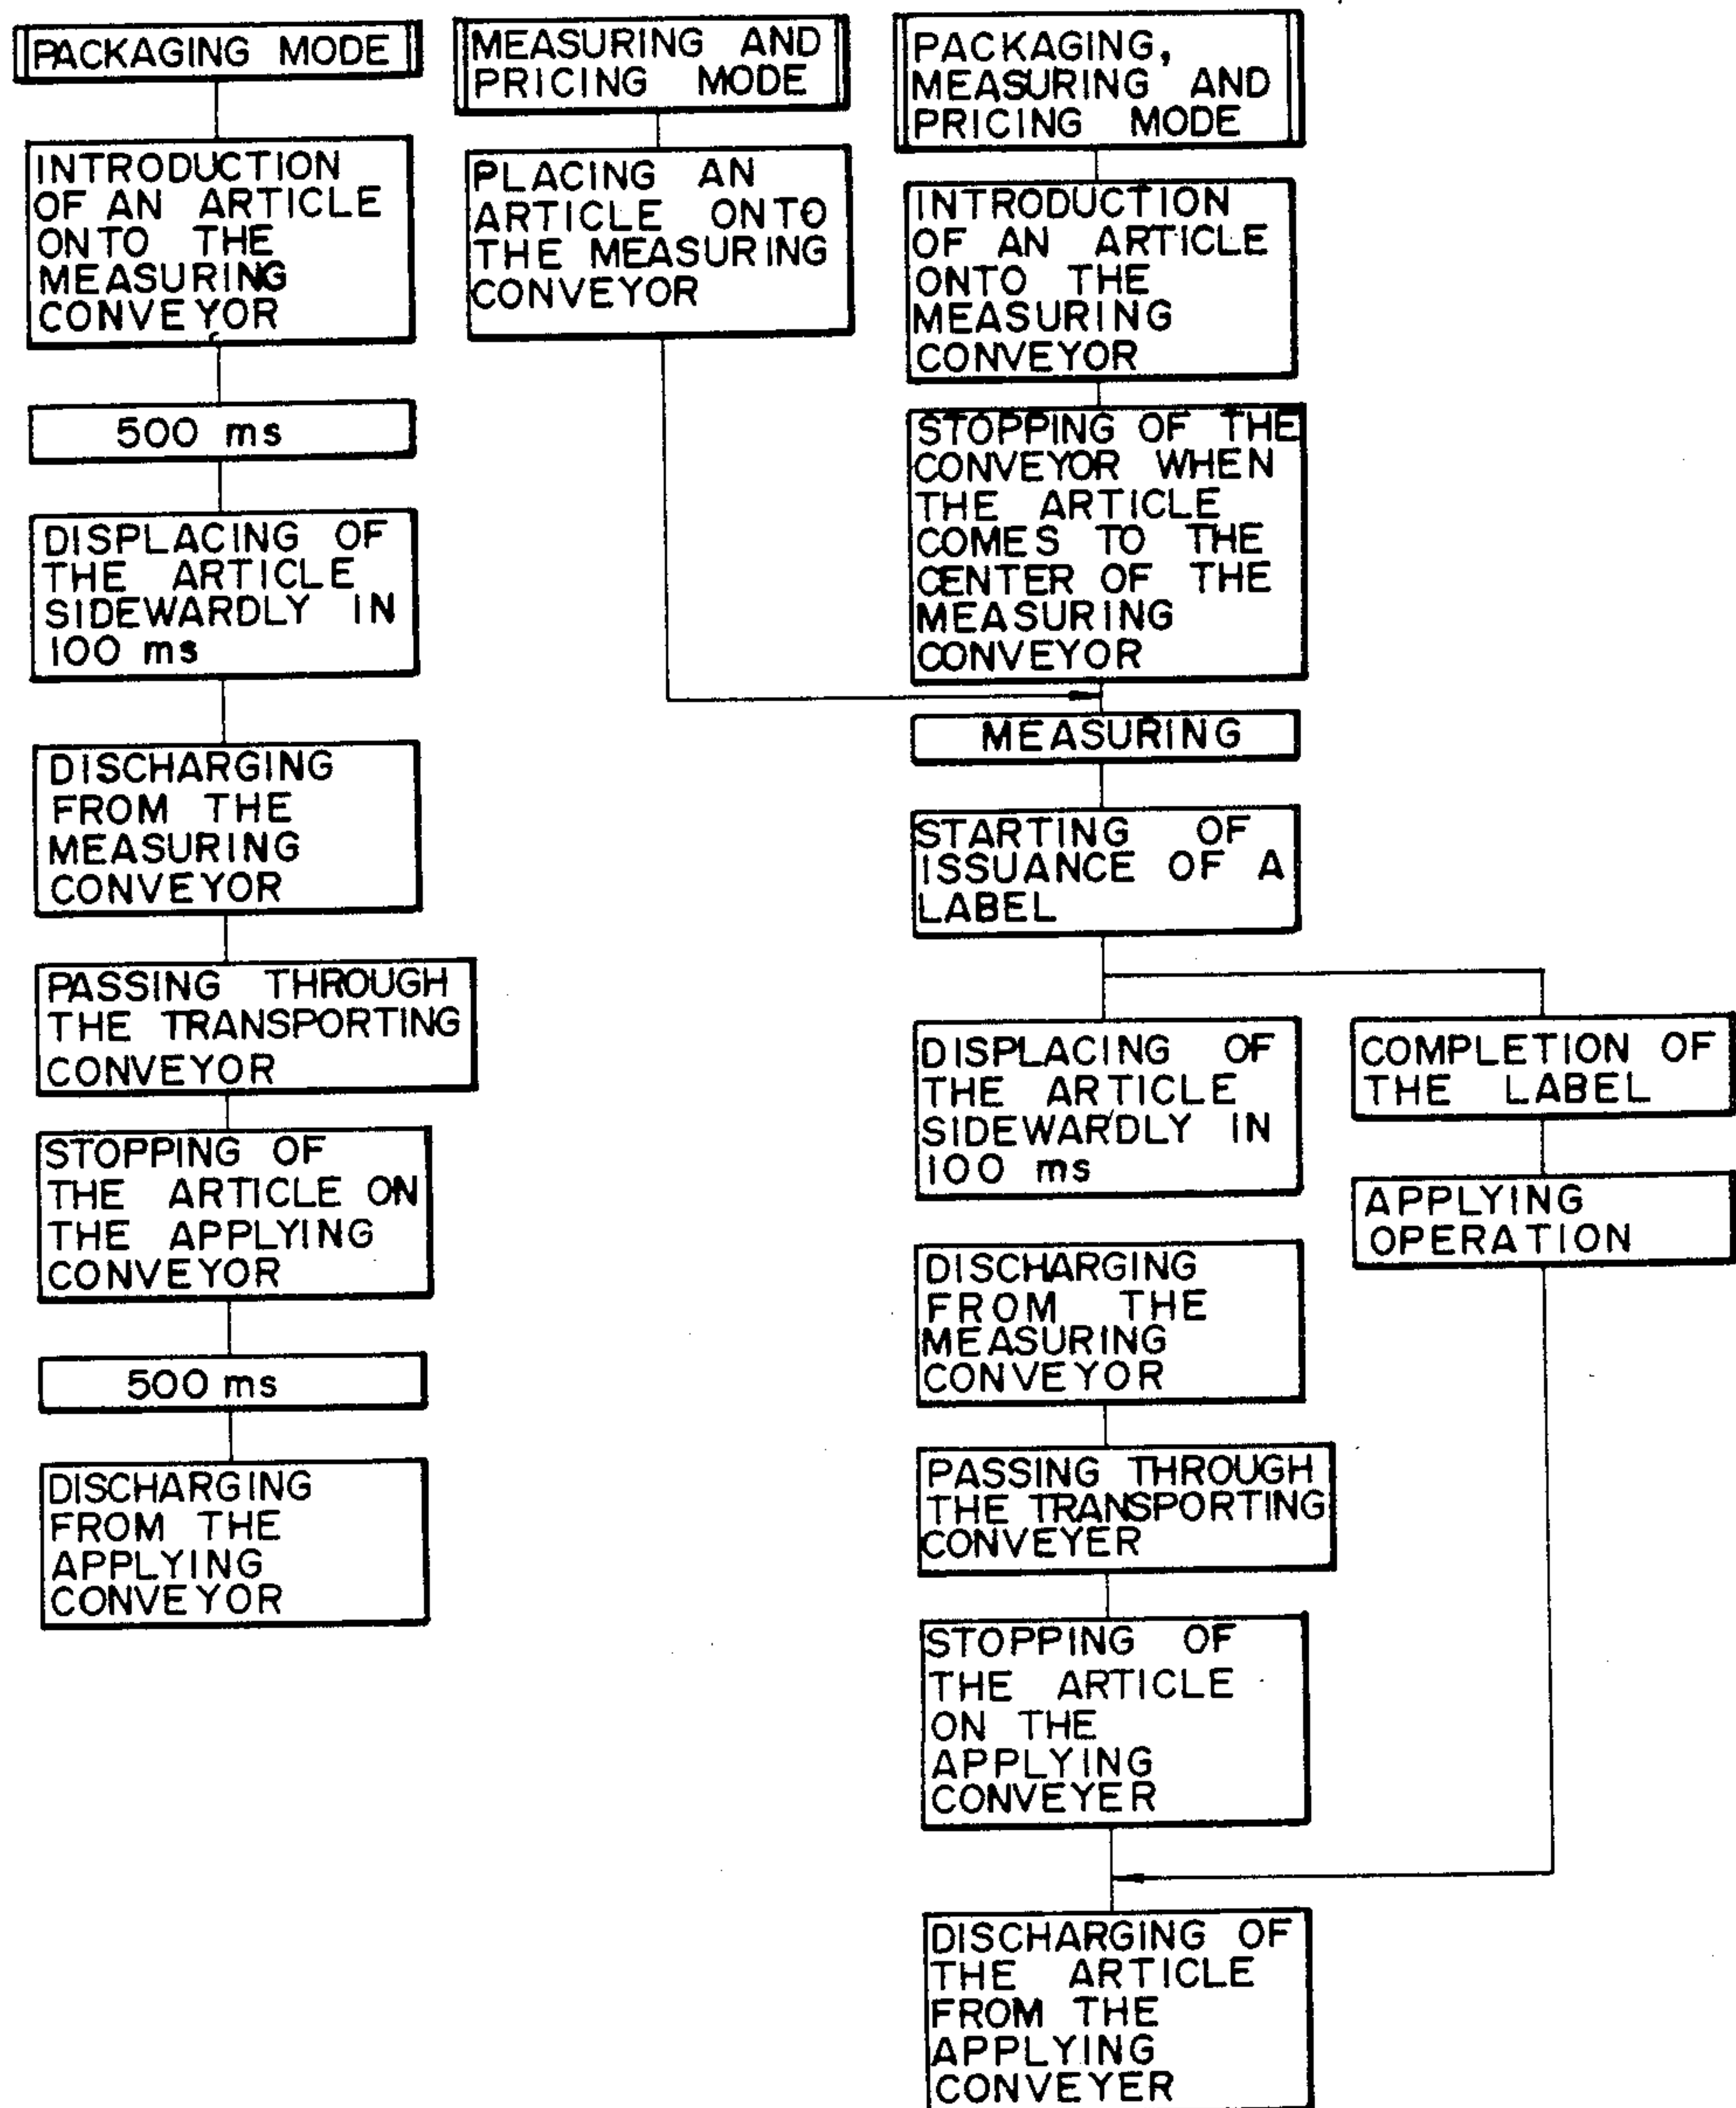 PACKAGING MODE
INTRODUCTION
OF AN ARTICLE
ONTO THE
MEASURING
CONVEYOR
500 ms
DISPLACING OF
THE ARTICLE
SIDEWARDLY IN
100 ms
DISCHARGING
FROM THE
MEASURING
CONVEYOR
PASSING THROUGH
THE TRANSPORTING
CONVEYOR
STOPPING OF
THE ARTICLE ON
THE APPLYING
CONVEYOR
500 ms
DISCHARGING
FROM THE
APPLYING
CONVEYOR
MEASURING AND
PRICING MODE
PLACING AN
ARTICLE ONTO
THE MEASURING
CONVEYOR
PACKAGING,
MEASURING AND
PRICING MODE
INTRODUCTION
OF AN ARTICLE
ONTO THE
MEASURING
CONVEYOR
STOPPING OF THE
CONVEYOR WHEN
THE ARTICLE
COMES TO THE
CENTER OF THE
MEASURING
CONVEYOR
MEASURING
STARTING OF
ISSUANCE OF A
LABEL
DISPLACING OF
THE ARTICLE
SIDEWARDLY IN
100 ms
DISCHARGING
FROM THE
MEASURING
CONVEYOR
PASSING THROUGH
THE TRANSPORTING
CONVEYER
STOPPING OF
THE ARTICLE
ON THE
APPLYING
CONVEYER
COMPLETION OF
THE LABEL
APPLYING
OPERATION
DISCHARGING OF
THE ARTICLE
FROM THE
APPLYING
CONVEYER